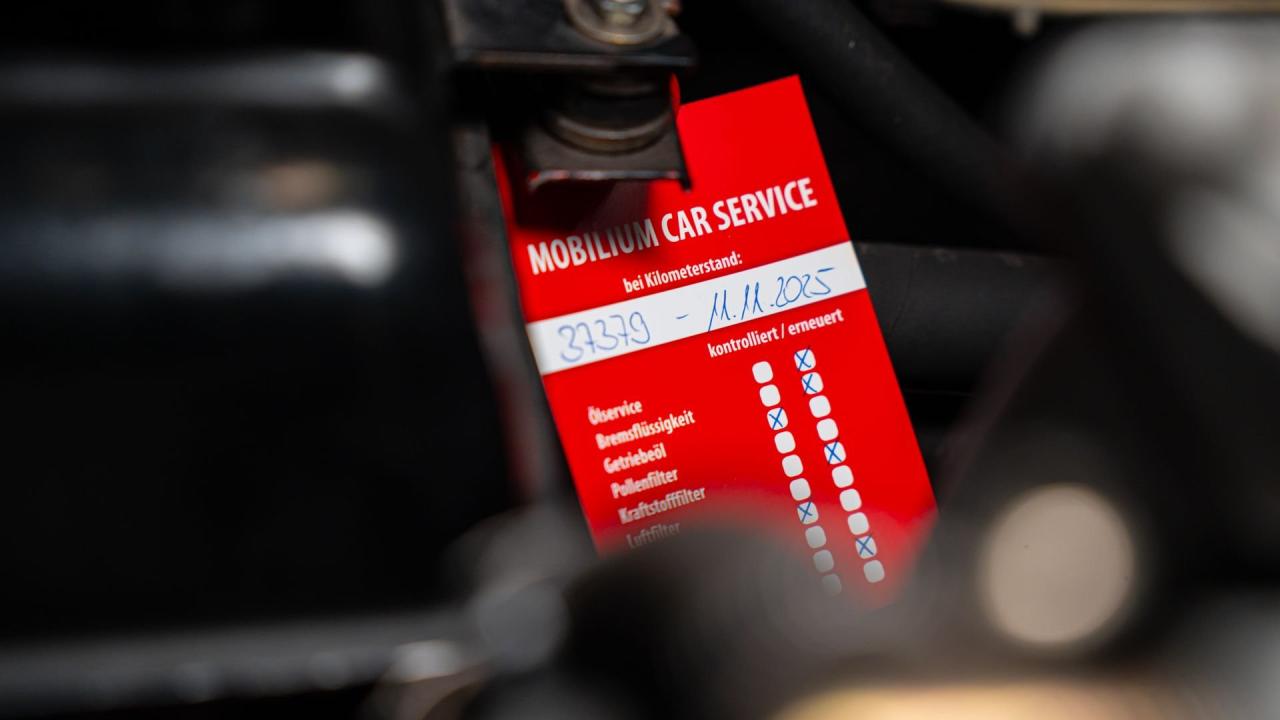 MOBILIUM CAR SERVICE
bei Kilometerstand:
37379 - 11.11.2025
kontrolliert / erneuert
Ölservice
Bremsflüssigkeit
Getriebeöl
Pollenfilter
Kraftstofffilter
Luftfilter